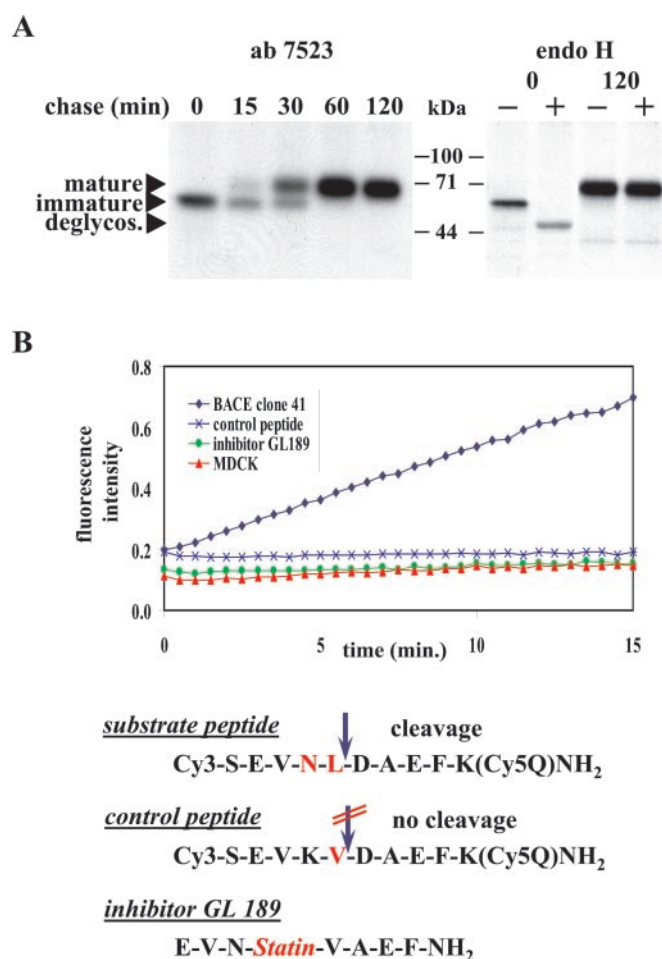 A
ab 7523
endo H
0 120
chase (min) 0 15 30 60 120 kDa − + − +
mature
immature
deglycos.
− 100 −
− 71 −
− 44 −
B
0.8
0.6
0.4
0.2
0.0
fluorescence
intensity
BACE clone 41
control peptide
inhibitor GL189
MDCK
0 5 10 15
time (min.)
substrate peptide cleavage
Cy3-S-E-V-N-L-D-A-E-F-K(Cy5Q)NH2
control peptide no cleavage
Cy3-S-E-V-K-V-D-A-E-F-K(Cy5Q)NH2
inhibitor GL 189
E-V-N-Statin-V-A-E-F-NH2